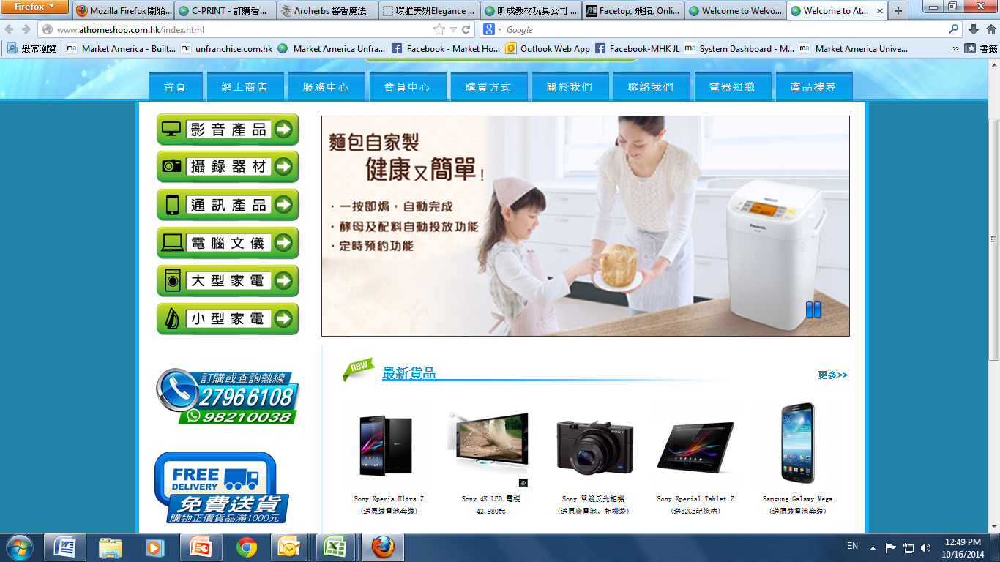 Firefox
Mozilla Firefox 開始...
C-PRINT - 訂購香...
Aroherbs 馨香魔法
環雅美妍Elegance ...
昕成教材玩具公司 ...
Facetop, 飛拓, Onli...
Welcome to Welvo...
Welcome to At...
www.athomeshop.com.hk/index.html
Google
最常瀏覽
Market America - Built...
unfranchise.com.hk
Market America Unfra...
Facebook - Market Ho...
Outlook Web App
Facebook-MHK JL
System Dashboard - M...
Market America Unive...
»
書籤
首頁
網上商店
服務中心
會員中心
購買方式
關於我們
聯絡我們
電器知識
產品搜尋
影音產品
攝錄器材
通訊產品
電腦文儀
大型家電
小型家電
麵包自家製
健康又簡單!
·一按即焗，自動完成
·酵母及配料自動投放功能
·定時預約功能
Panasonic
訂購或查詢熱線
2796 6108
98210038
FREE
DELIVERY
免費送貨
購物正價貨品滿1000元
new
最新貨品
更多>>
SONY
3D
Sony Xperia Ultra Z
(送原裝電池套裝)
Sony 4K LED 電視
42,980起
Sony 單鏡反光相機
(送原廠電池、相機袋)
Sony Xperial Tablet Z
(送32GB記憶咭)
Samsung Galaxy Mega
(送原裝電池套裝)
EN
12:49 PM
10/16/2014